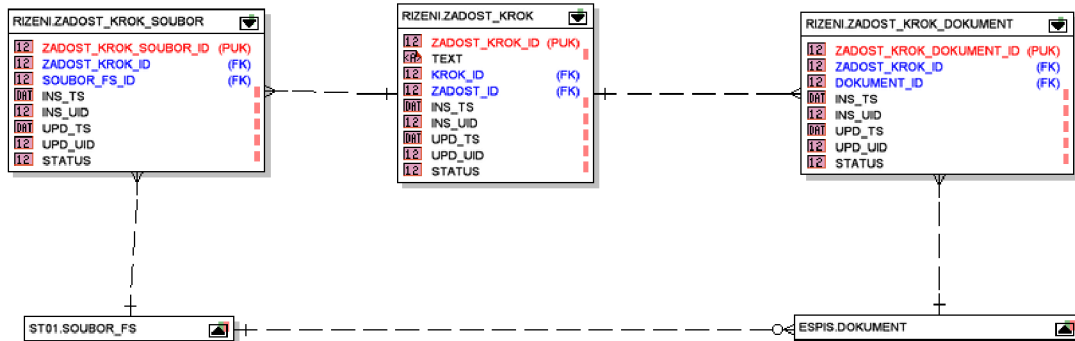 RIZENI.ZADOST_KROK_SOUBOR
12 ZADOST_KROK_SOUBOR_ID (PUK)
12 ZADOST_KROK_ID (FK)
12 SOUBOR_FS_ID (FK)
DAT INS_TS
12 INS_UID
DAT UPD_TS
12 UPD_UID
12 STATUS
RIZENI.ZADOST_KROK
12 ZADOST_KROK_ID (PUK)
TEXT
12 KROK_ID (FK)
12 ZADOST_ID (FK)
DAT INS_TS
12 INS_UID
DAT UPD_TS
12 UPD_UID
12 STATUS
RIZENI.ZADOST_KROK_DOKUMENT
12 ZADOST_KROK_DOKUMENT_ID (PUK)
12 ZADOST_KROK_ID (FK)
12 DOKUMENT_ID (FK)
DAT INS_TS
12 INS_UID
DAT UPD_TS
12 UPD_UID
12 STATUS
ST01.SOUBOR_FS
ESPIS.DOKUMENT